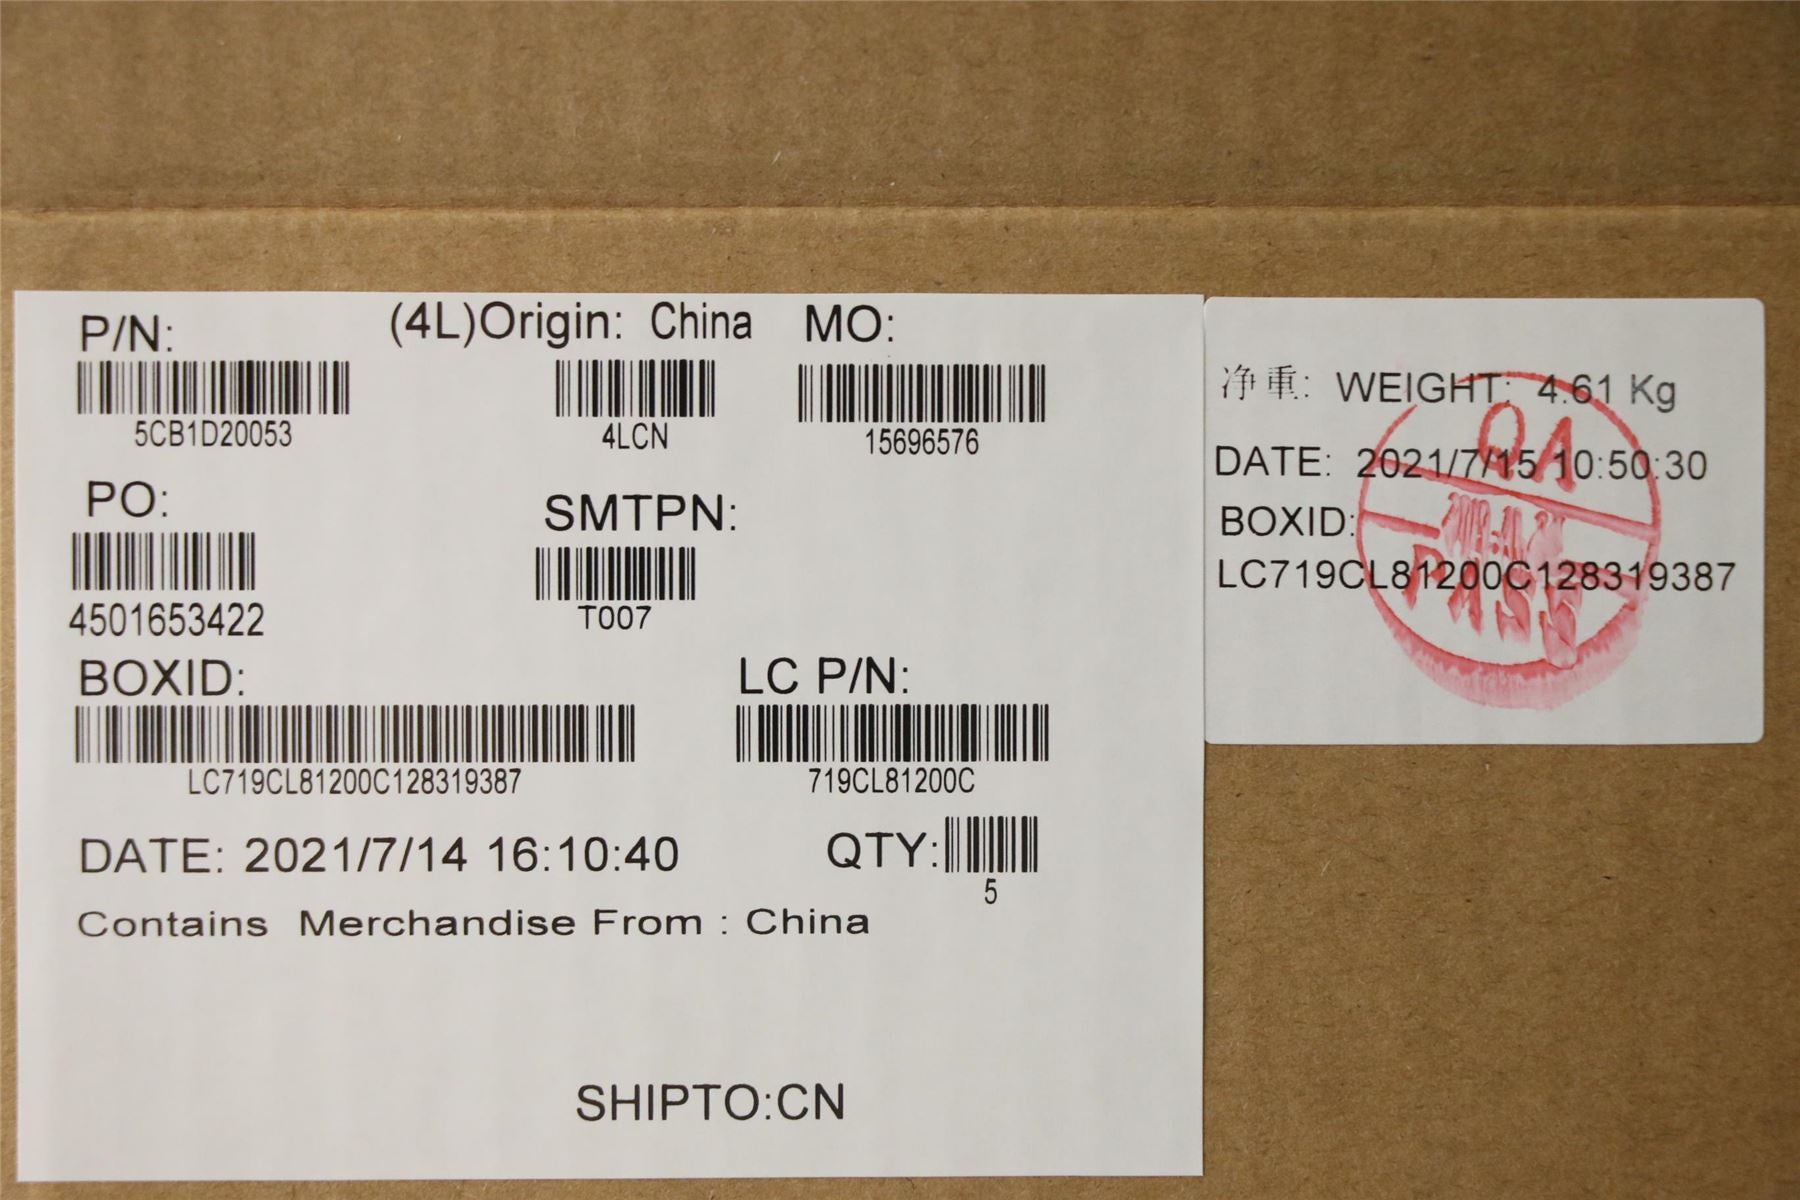 P/N: (4L)Origin: China MO:
5CB1D20053 4LCN 15696576
PO: SMTPN:
4501653422 T007
BOXID: LC P/N:
LC719CL81200C128319387 719CL81200C
DATE: 2021/7/14 16:10:40 QTY:
5
Contains Merchandise From : China
SHIPTO:CN
净重: WEIGHT: 4.61 Kg
DATE: 2021/7/15 10:50:30
BOXID:
LC719CL81200C128319387
QA
PASS